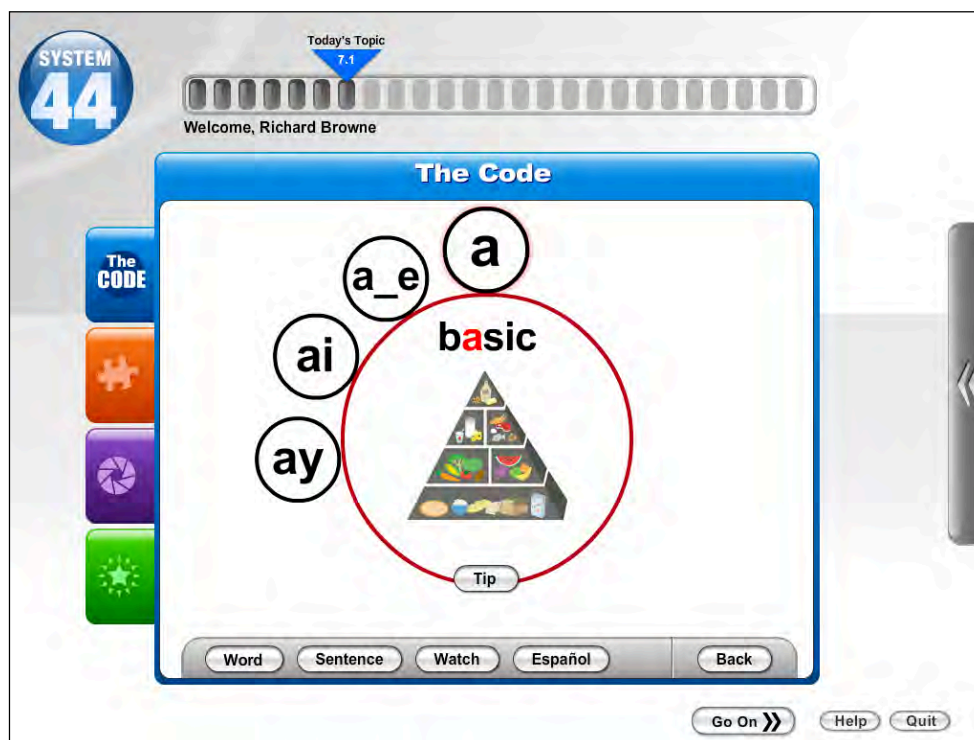 SYSTEM
44
Today's Topic
7.1
Welcome, Richard Browne
The Code
The
CODE
a
a_e
ai
ay
basic
Tip
Word Sentence Watch Español Back
Go On Help Quit